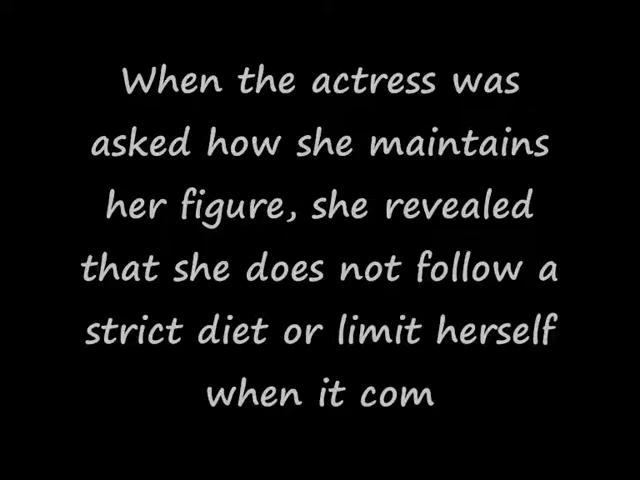 When the actress was
asked how she maintains
her figure, she revealed
that she does not follow a
strict diet or limit herself
when it com